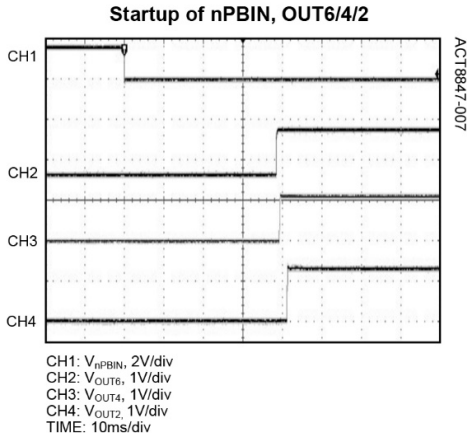 Startup of nPBIN, OUT6/4/2
CH1
CH2
CH3
CH4
ACT8847-007
CH1: VnPBIN, 2V/div
CH2: VOUT6, 1V/div
CH3: VOUT4, 1V/div
CH4: VOUT2, 1V/div
TIME: 10ms/div